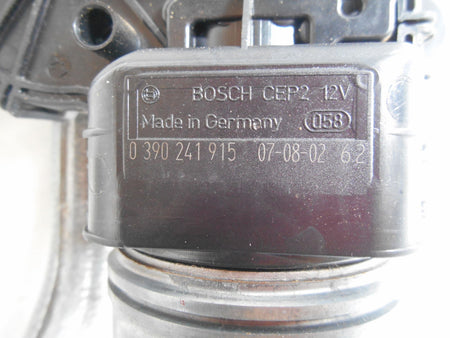 BOSCH CEP2 12V
Made in Germany 058
0 390 241 915 07-08-02 6.2